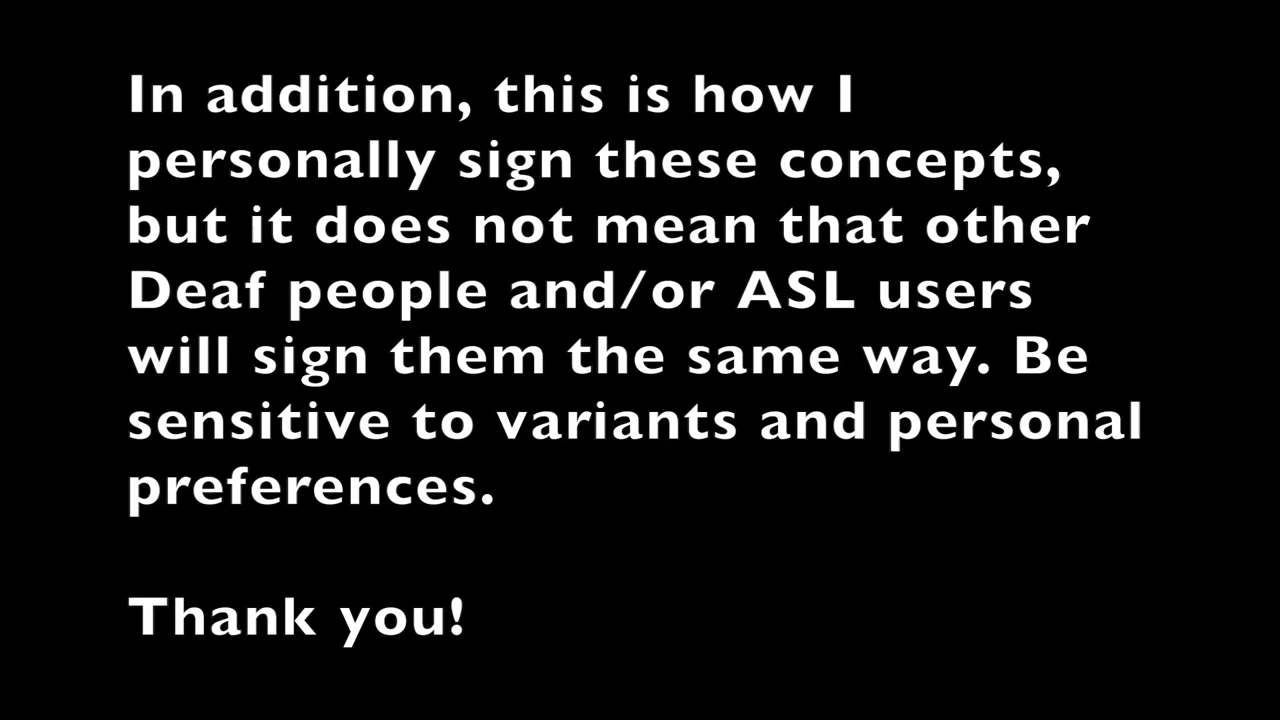 In addition, this is how I
personally sign these concepts,
but it does not mean that other
Deaf people and/or ASL users
will sign them the same way. Be
sensitive to variants and personal
preferences.
Thank you!